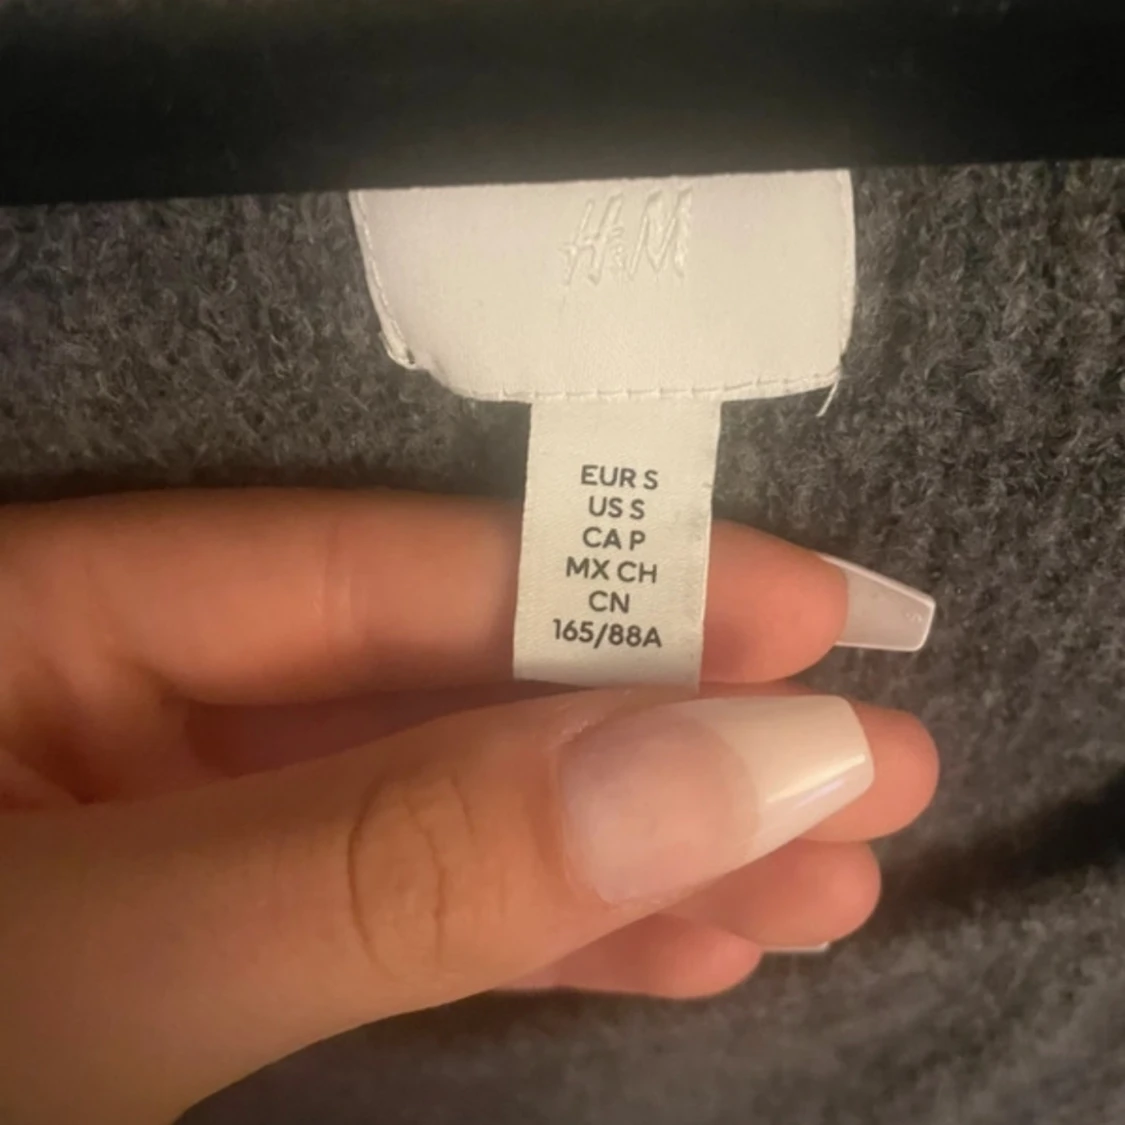 H&M
EUR S
US S
CA P
MX CH
CN
165/88A